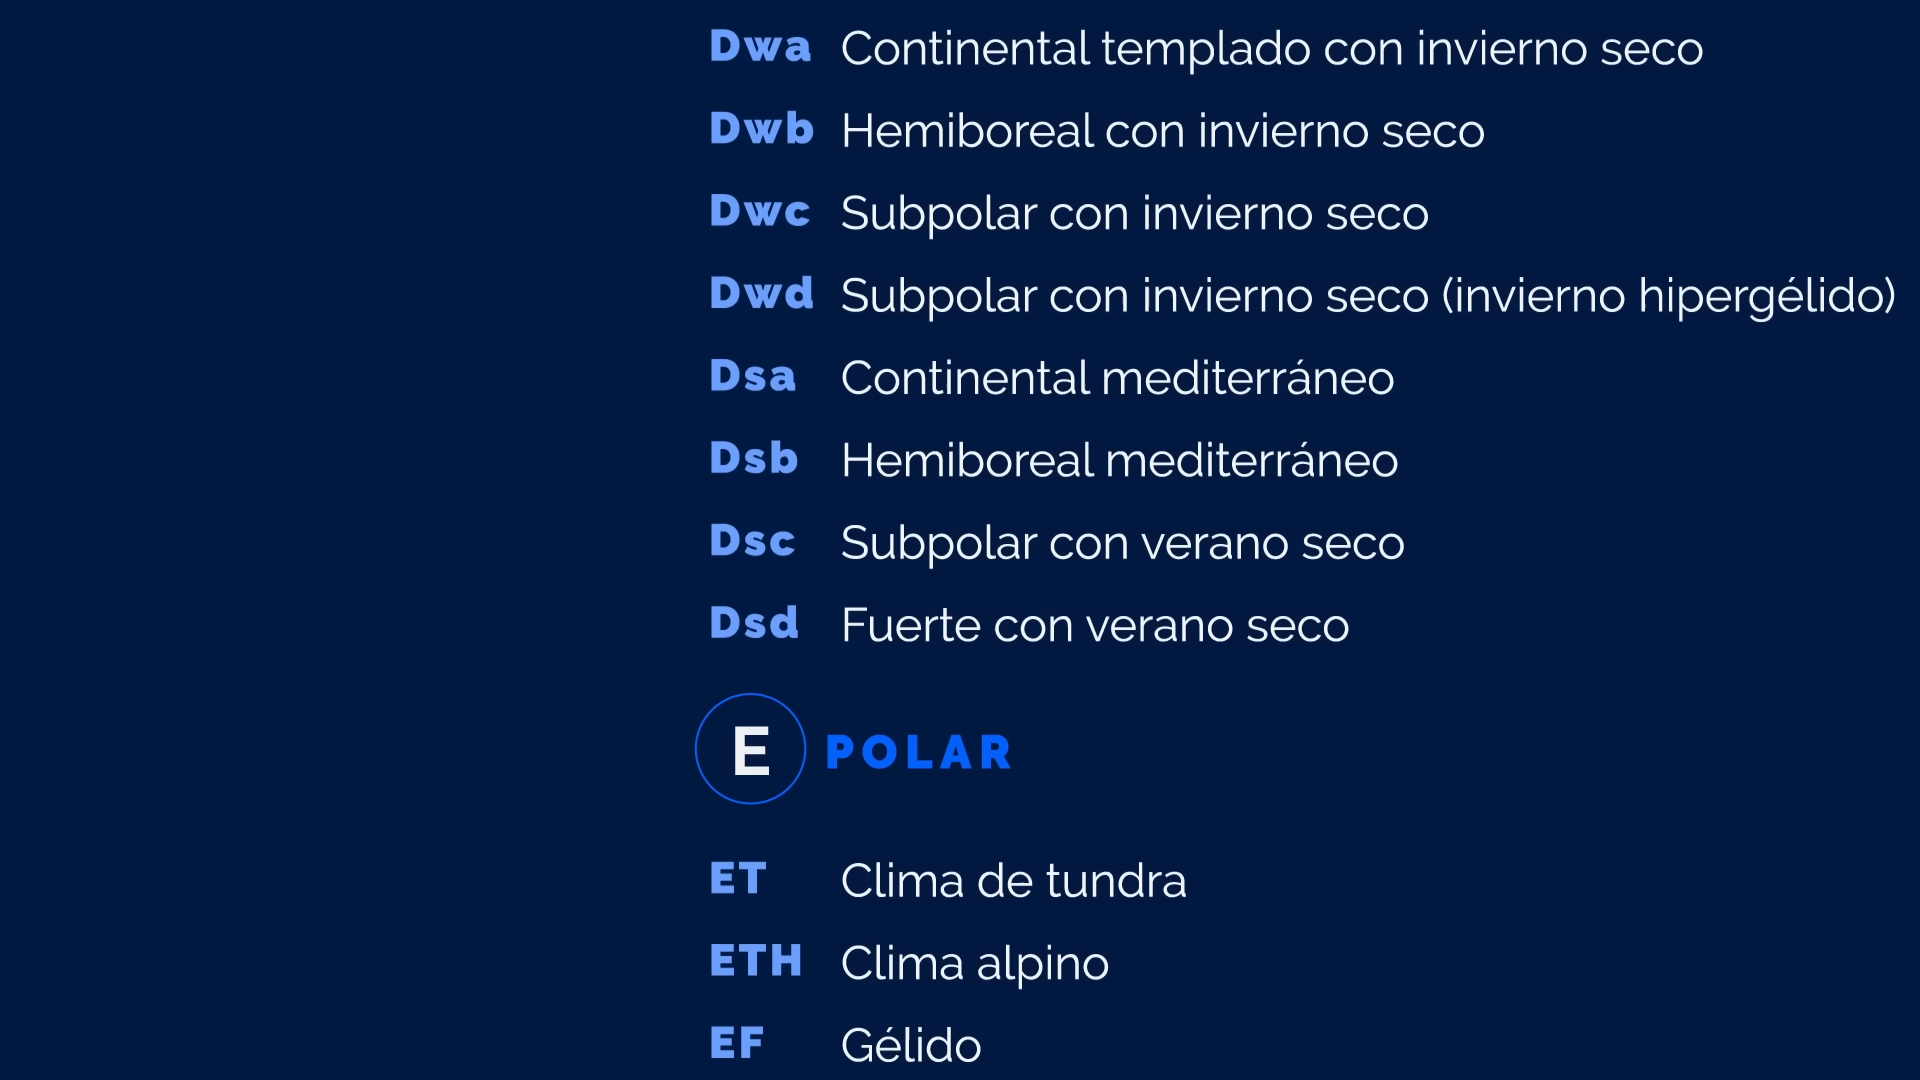 Dwa Continental templado con invierno seco
Dwb Hemiboreal con invierno seco
Dwc Subpolar con invierno seco
Dwd Subpolar con invierno seco (invierno hipergélido)
Dsa Continental mediterráneo
Dsb Hemiboreal mediterráneo
Dsc Subpolar con verano seco
Dsd Fuerte con verano seco
E POLAR
ET Clima de tundra
ETH Clima alpino
EF Gélido